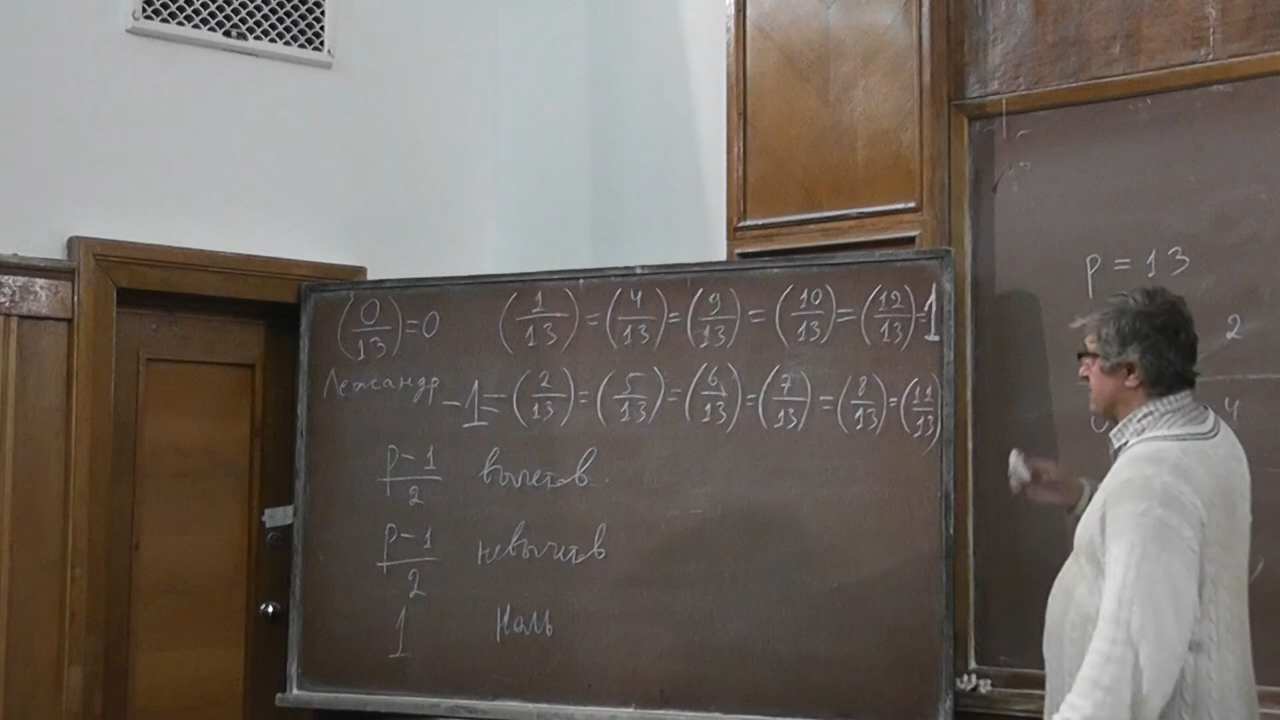 (0/13)=0 (1/13)=(4/13)=(9/13)=(10/13)=(12/13)=1
Лежандр -1=(2/13)=(5/13)=(6/13)=(7/13)=(8/13)=(11/13)
p-1/2 вычетов
p-1/2 невычетов
1 Ноль
p = 13
2
4